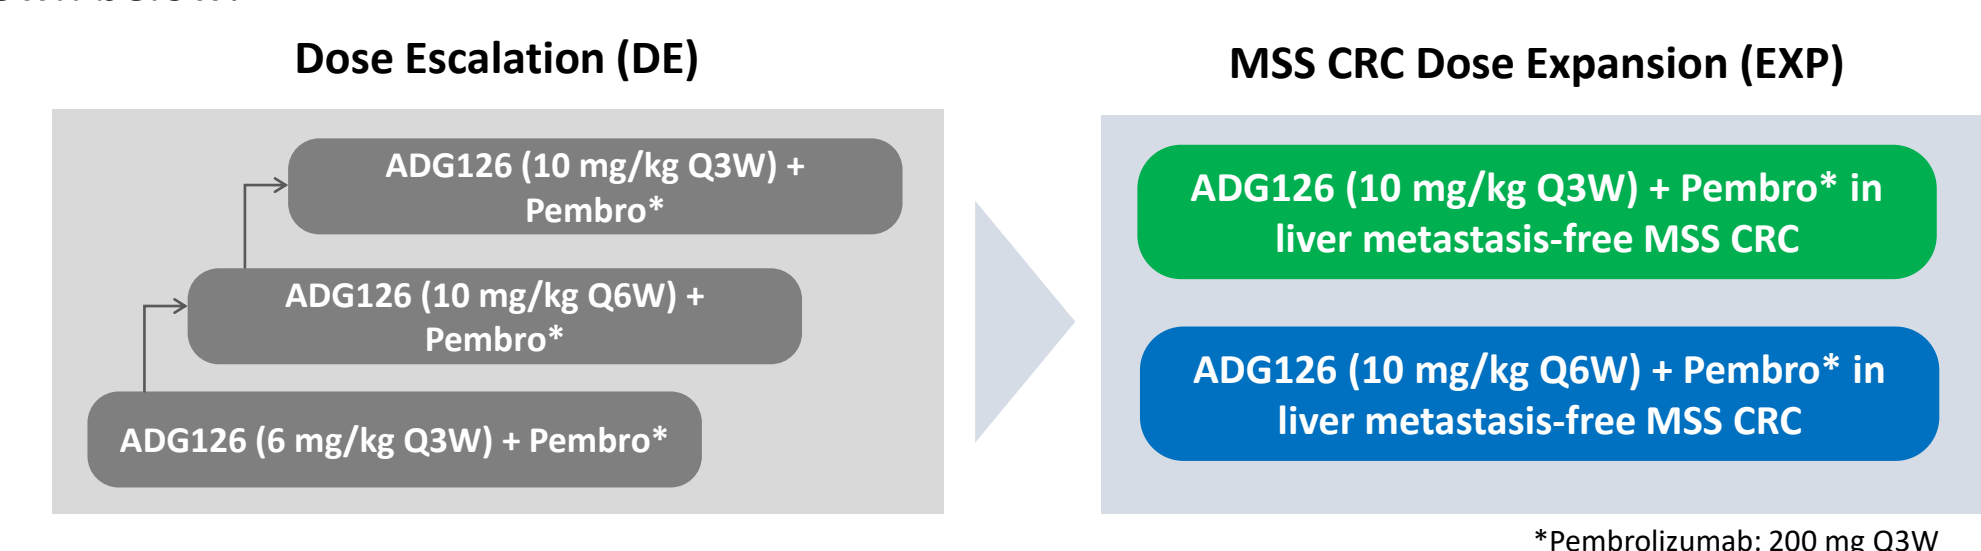 Dose Escalation (DE)
ADG126 (10 mg/kg Q3W) +
Pembro*
ADG126 (10 mg/kg Q6W) +
Pembro*
ADG126 (6 mg/kg Q3W) + Pembro*
MSS CRC Dose Expansion (EXP)
ADG126 (10 mg/kg Q3W) + Pembro* in
liver metastasis-free MSS CRC
ADG126 (10 mg/kg Q6W) + Pembro* in
liver metastasis-free MSS CRC
*Pembrolizumab: 200 mg Q3W